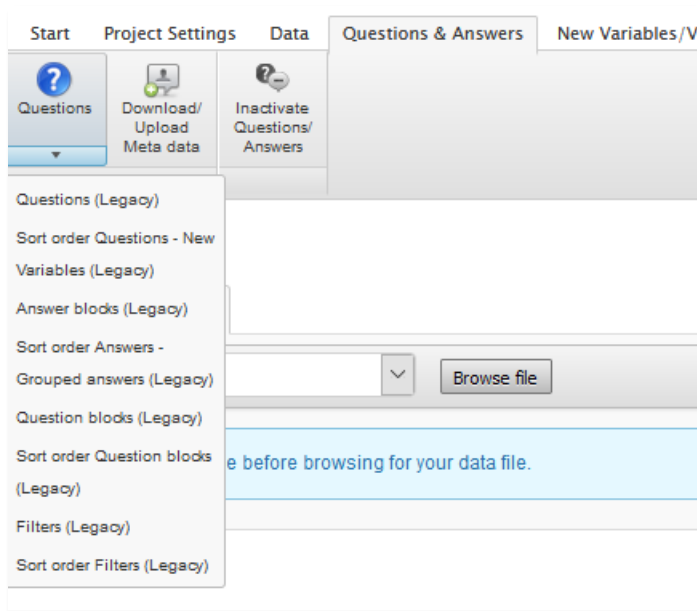 Start Project Settings Data Questions & Answers New Variables/V
Questions
Download/
Upload
Meta data
Inactivate
Questions/
Answers
Questions (Legacy)
Sort order Questions - New
Variables (Legacy)
Answer blocks (Legacy)
Sort order Answers -
Grouped answers (Legacy)
Browse file
Question blocks (Legacy)
Sort order Question blocks
(Legacy)
e before browsing for your data file.
Filters (Legacy)
Sort order Filters (Legacy)